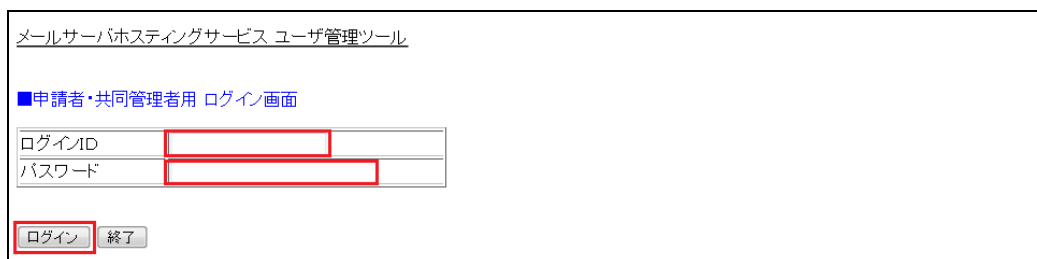 メールサーバホスティングサービス ユーザ管理ツール
■申請者・共同管理者用 ログイン画面
ログインID
パスワード
ログイン 終了